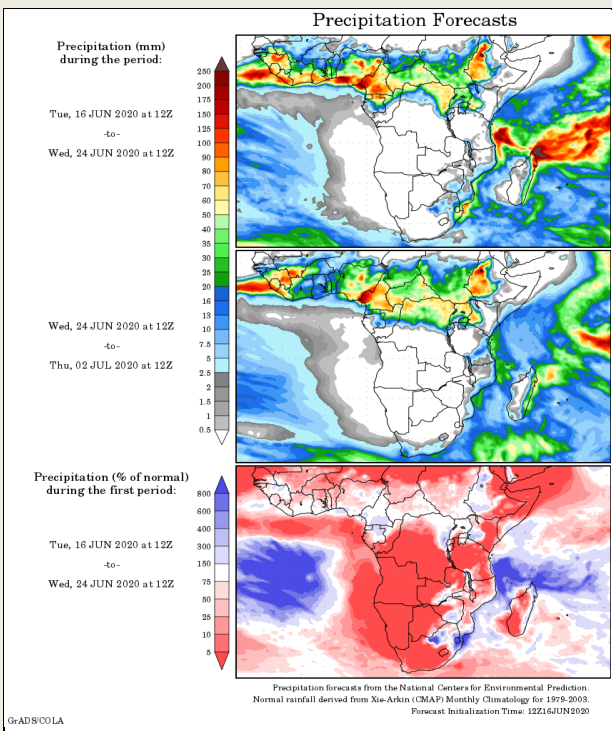 Precipitation Forecasts
Precipitation (mm)
during the period:
Tue, 16 JUN 2020 at 12Z
-to-
Wed, 24 JUN 2020 at 12Z
250
200
175
150
125
100
90
80
70
60
50
40
35
30
25
20
16
13
10
7.5
5
2.5
2
1.5
1
0.5
Wed, 24 JUN 2020 at 12Z
-to-
Thu, 02 JUL 2020 at 12Z
Precipitation (% of normal)
during the first period:
Tue, 16 JUN 2020 at 12Z
-to-
Wed, 24 JUN 2020 at 12Z
800
600
400
300
150
75
50
25
10
5
Precipitation forecasts from the National Centers for Environmental Prediction.
Normal rainfall derived from Xie-Arkin (CMAP) Monthly Climatology for 1979-2003.
Forecast Initialization Time: 12Z16JUN2020
GrADS/COLA